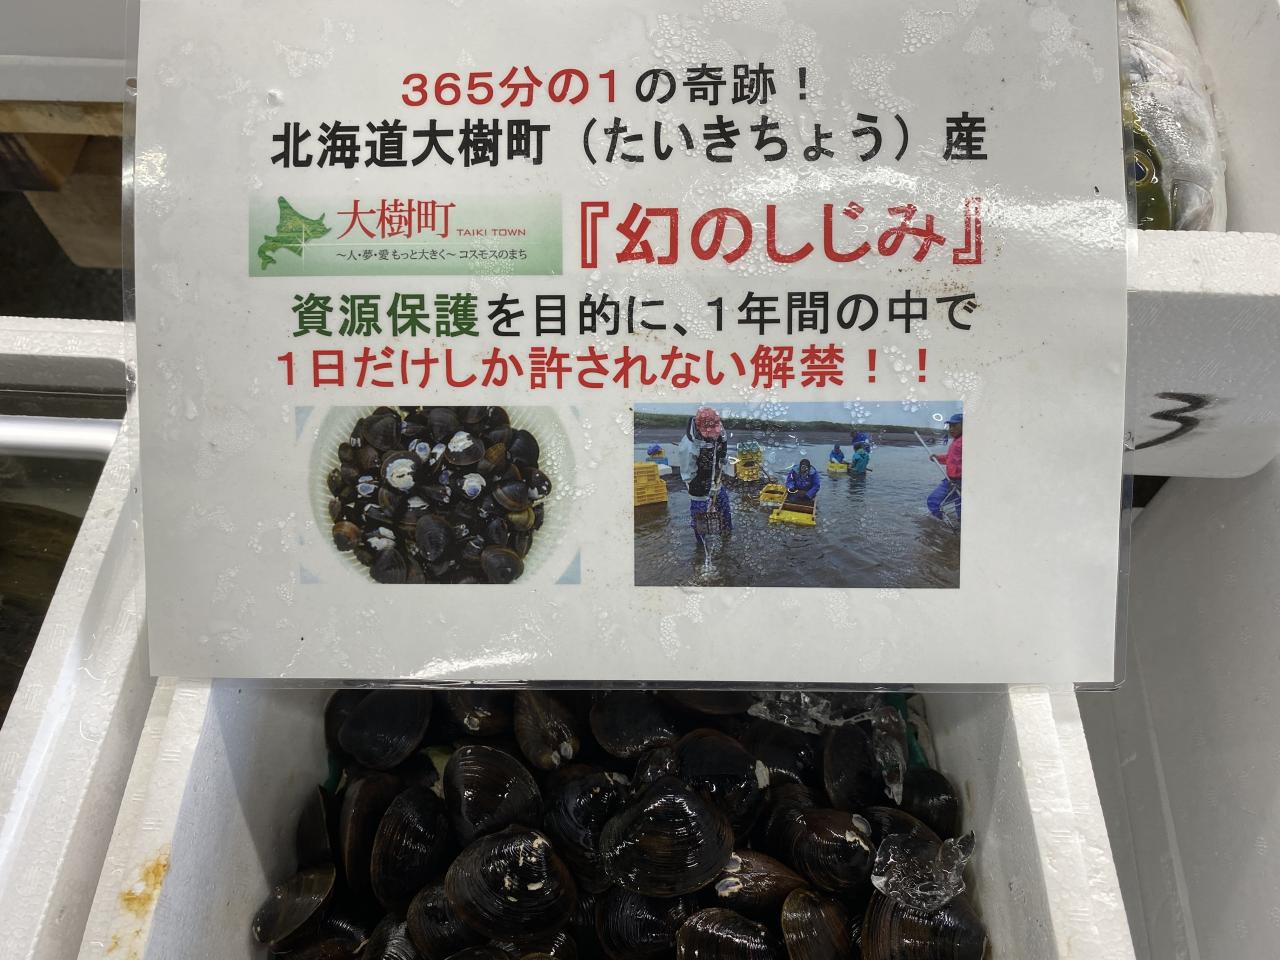 365分の1の奇跡！
北海道大樹町（たいきちょう）産
大樹町 TAIKI TOWN
～人・夢・愛 もっと大きく～ コスモスのまち
『幻のしじみ』
資源保護を目的に、1年間の中で
1日だけしか許されない解禁！！
3